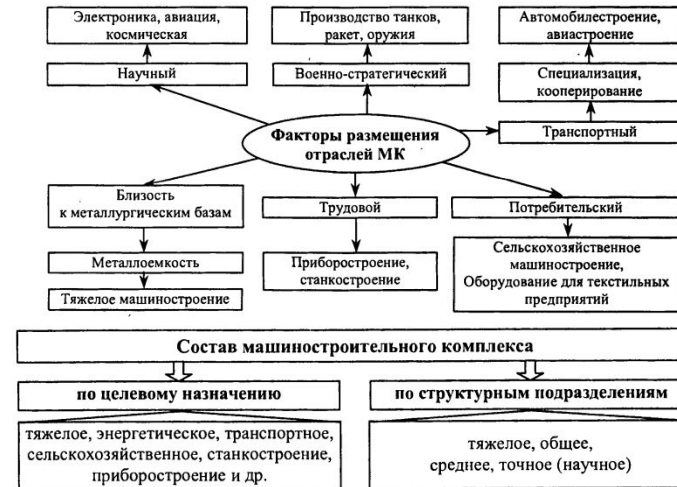 Электроника, авиация,
космическая
Производство танков,
ракет, оружия
Автомобилестроение,
авиастроение
Научный
Военно-стратегический
Специализация,
кооперирование
Факторы размещения
отраслей МК
Транспортный
Близость
к металлургическим базам
Трудовой
Потребительский
Металлоемкость
Приборостроение,
станкостроение
Сельскохозяйственное
машиностроение,
Оборудование для текстильных
предприятий
Тяжелое машиностроение
Состав машиностроительного комплекса
по целевому назначению
по структурным подразделениям
тяжелое, энергетическое, транспортное,
сельскохозяйственное, станкостроение,
приборостроение и др.
тяжелое, общее,
среднее, точное (научное)